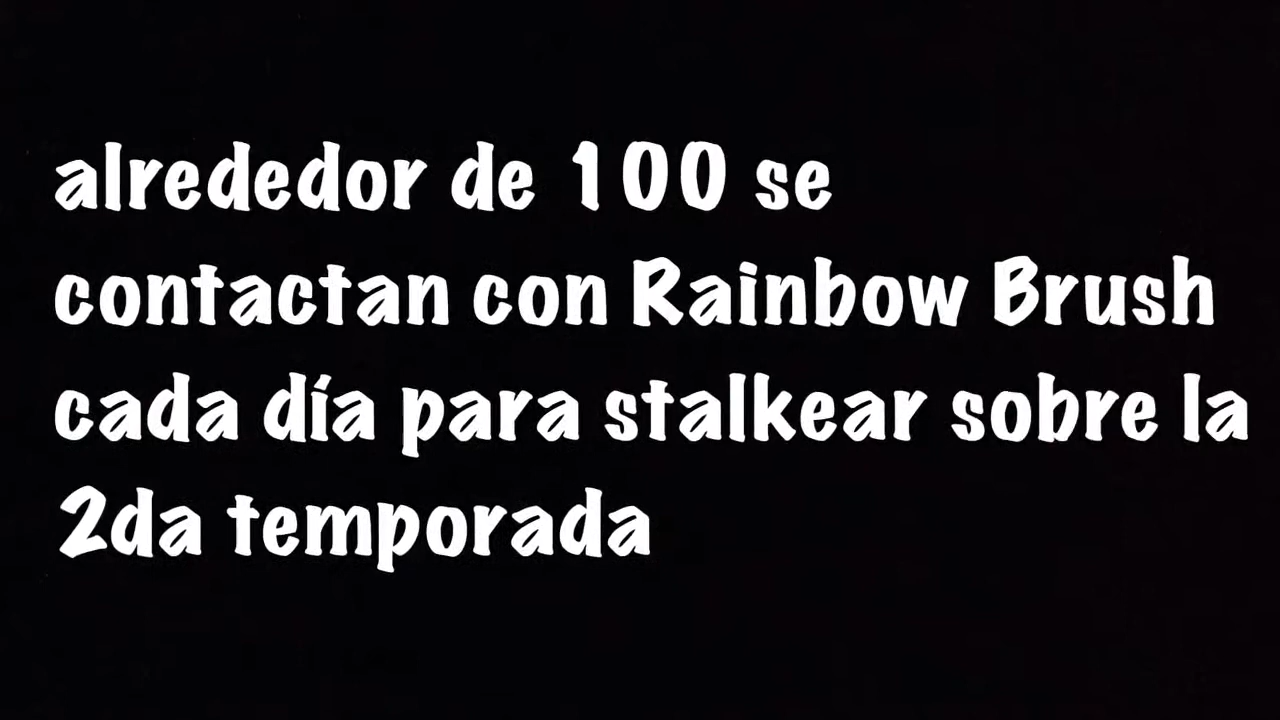 alrededor de 100 se
contactan con Rainbow Brush
cada día para stalkear sobre la
2da temporada